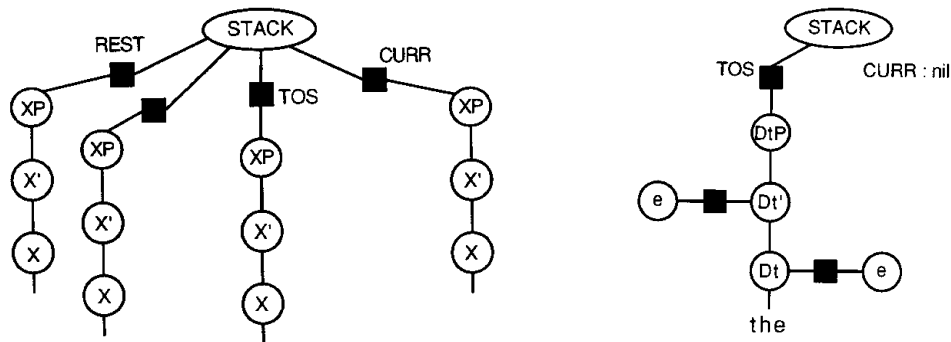 STACK
REST
CURR
TOS
XP
XP
XP
XP
X'
X'
X'
X'
X
X
X
X
STACK
TOS
CURR : nil
DtP
e
Dt'
Dt
e
the